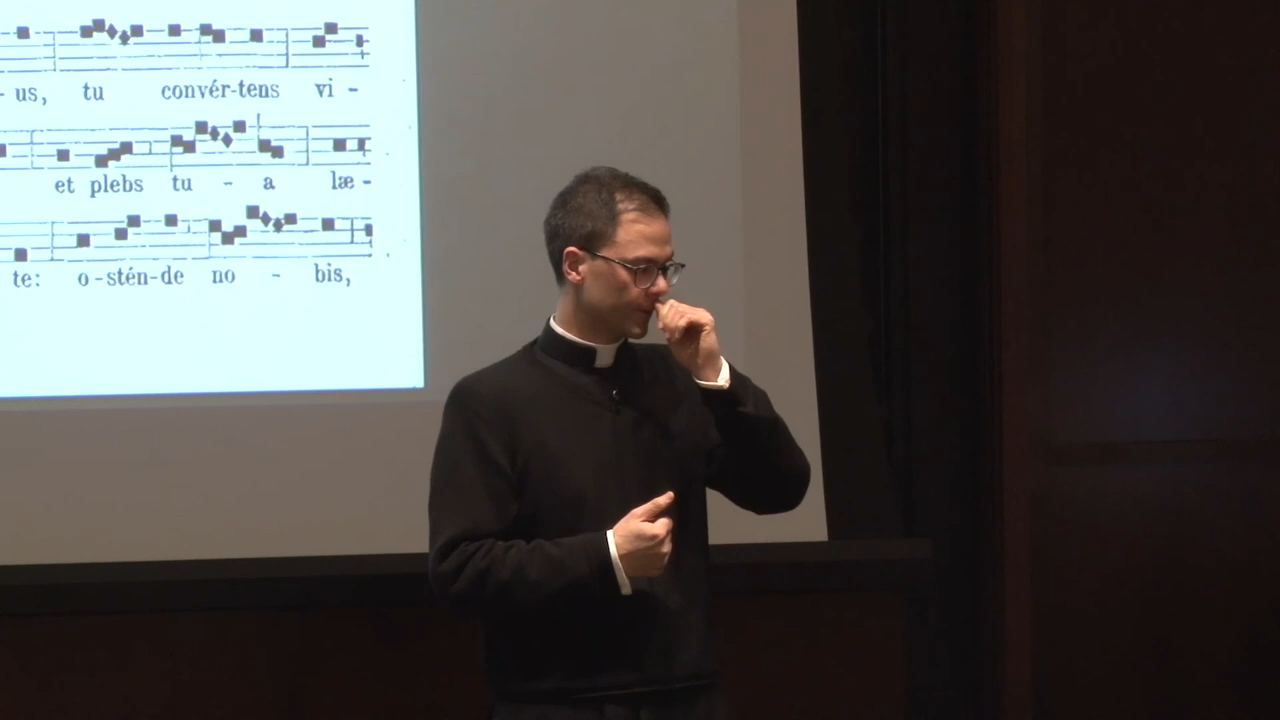 - us, tu convér-tens vi -
et plebs tu - a læ -
te: o-stén-de no - bis,